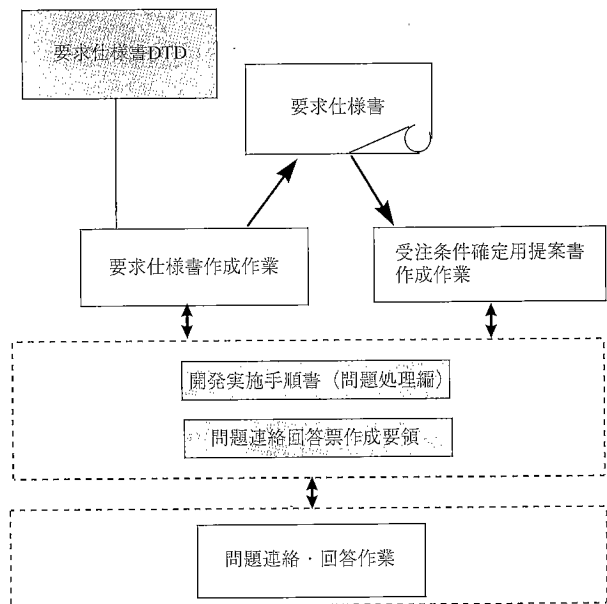 要求仕様書DTD
要求仕様書
要求仕様書作成作業
受注条件確定用提案書
作成作業
開発実施手順書（問題処理編）
問題連絡回答票作成要領
問題連絡・回答作業